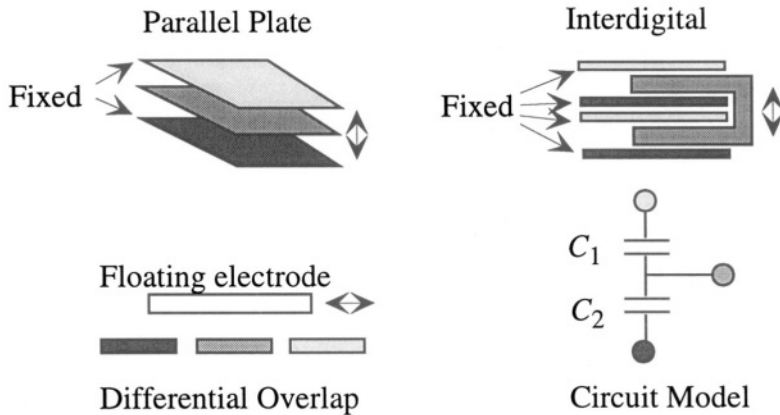 Parallel Plate
Interdigital
Fixed
Fixed
Floating electrode
C1
C2
Differential Overlap
Circuit Model